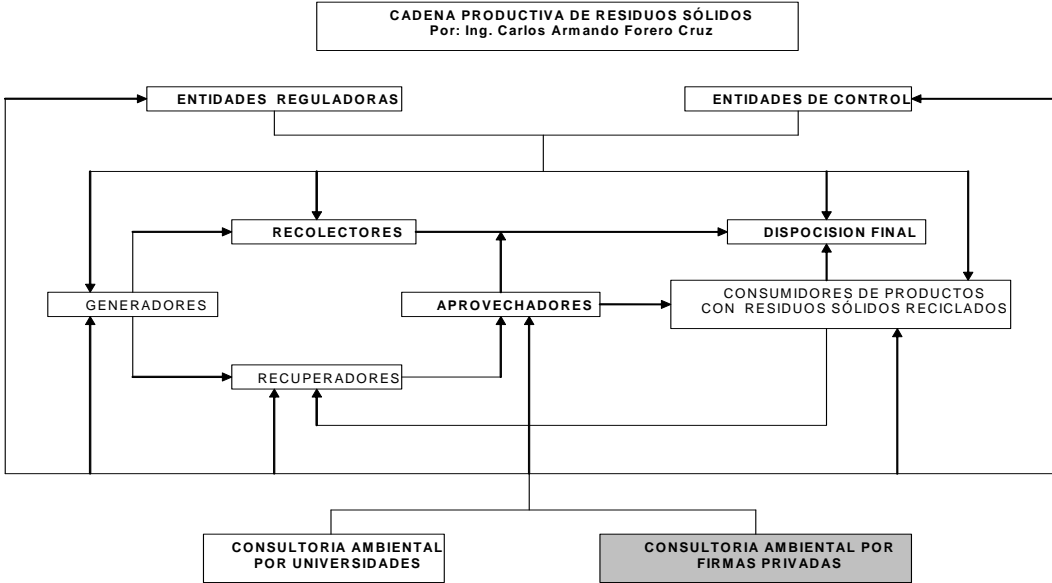 CADENA PRODUCTIVA DE RESIDUOS SÓLIDOS
Por: Ing. Carlos Armando Forero Cruz
ENTIDADES REGULADORAS
ENTIDADES DE CONTROL
RECOLECTORES
DISPOCISION FINAL
GENERADORES
APROVECHADORES
CONSUMIDORES DE PRODUCTOS
CON RESIDUOS SÓLIDOS RECICLADOS
RECUPERADORES
CONSULTORIA AMBIENTAL
POR UNIVERSIDADES
CONSULTORIA AMBIENTAL POR
FIRMAS PRIVADAS